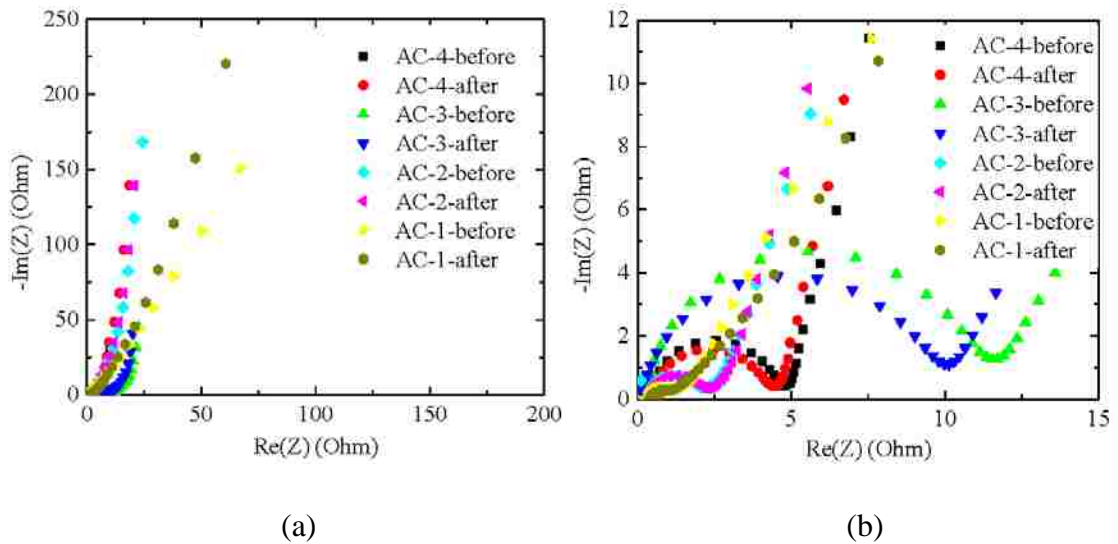 (a)
250
200
150
100
50
0
-Im(Z) (Ohm)
0 50 100 150 200
Re(Z) (Ohm)
AC-4-before
AC-4-after
AC-3-before
AC-3-after
AC-2-before
AC-2-after
AC-1-before
AC-1-after
(b)
12
10
8
6
4
2
0
-Im(Z) (Ohm)
0 5 10 15
Re(Z) (Ohm)
AC-4-before
AC-4-after
AC-3-before
AC-3-after
AC-2-before
AC-2-after
AC-1-before
AC-1-after
(a) (b)